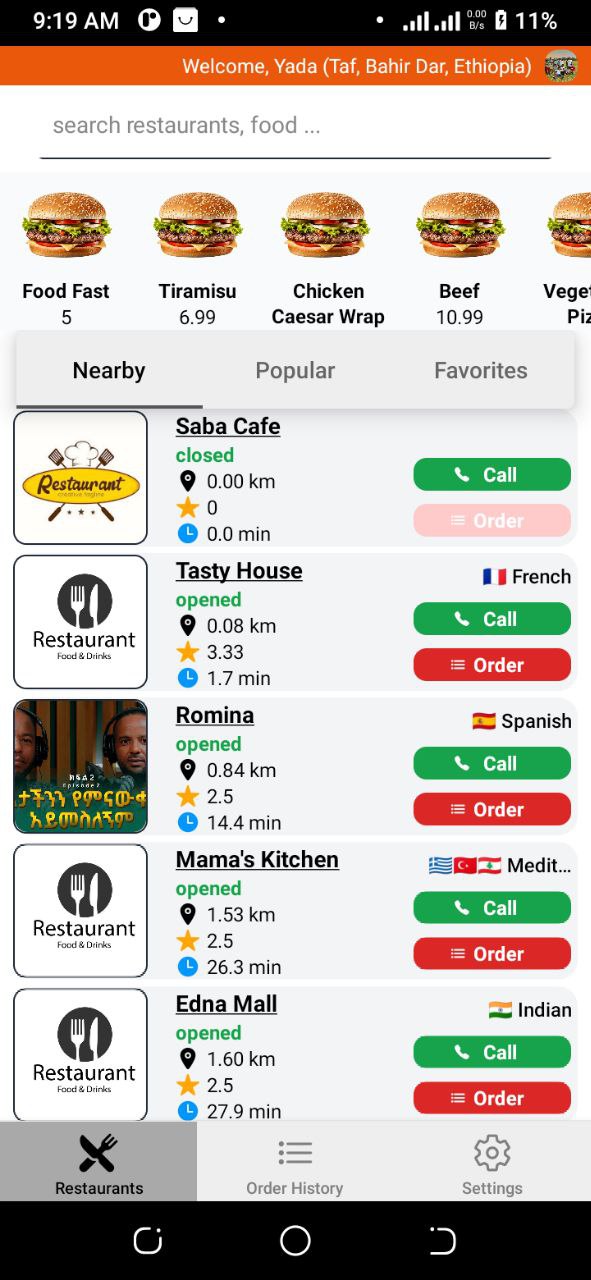 9:19 AM
0.00
B/s
11%
Welcome, Yada (Taf, Bahir Dar, Ethiopia)
search restaurants, food ...
Food Fast
5
Tiramisu
6.99
Chicken
Caesar Wrap
Beef
10.99
Veget
Piz
Nearby
Popular
Favorites
Restaurant
creative tagline
Saba Cafe
closed
0.00 km
0
0.0 min
Call
Order
Restaurant
Food & Drinks
Tasty House
opened
0.08 km
3.33
1.7 min
French
Call
Order
ክፋል 2
Episode 2
ታችንን የምናውቀ
አይመስለኝም
Romina
opened
0.84 km
2.5
14.4 min
Spanish
Call
Order
Restaurant
Food & Drinks
Mama's Kitchen
opened
1.53 km
2.5
26.3 min
Medit...
Call
Order
Restaurant
Food & Drinks
Edna Mall
opened
1.60 km
2.5
27.9 min
Indian
Call
Order
Restaurants
Order History
Settings